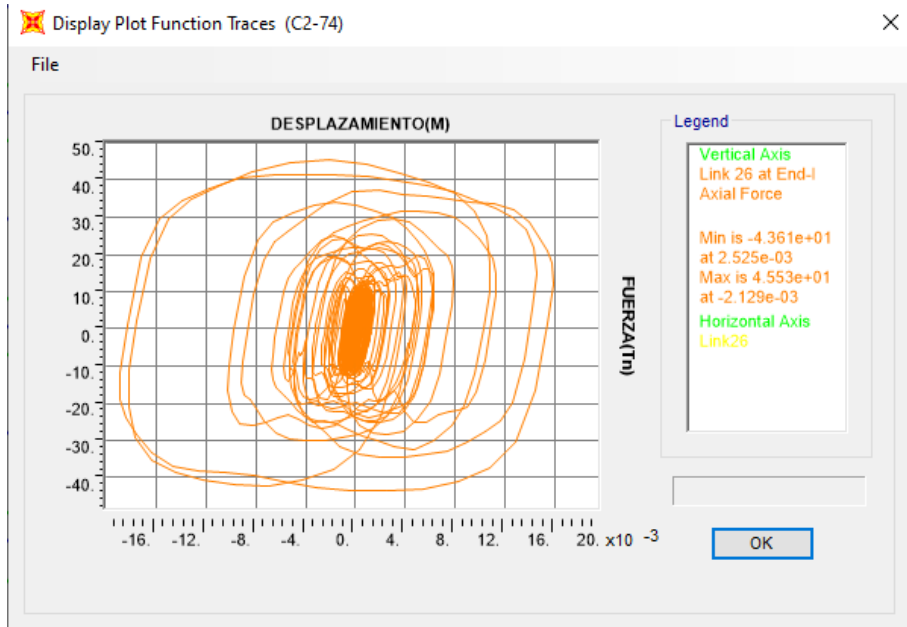 Display Plot Function Traces (C2-74)
File
DESPLAZAMIENTO(M)
50.
40.
30.
20.
10.
0.
-10.
-20.
-30.
-40.
-16. -12. -8. -4. 0. 4. 8. 12. 16. 20. x10 -3
FUERZA(Tn)
Legend
Vertical Axis
Link 26 at End-I
Axial Force
Min is -4.361e+01
at 2.525e-03
Max is 4.553e+01
at -2.129e-03
Horizontal Axis
Link26
OK